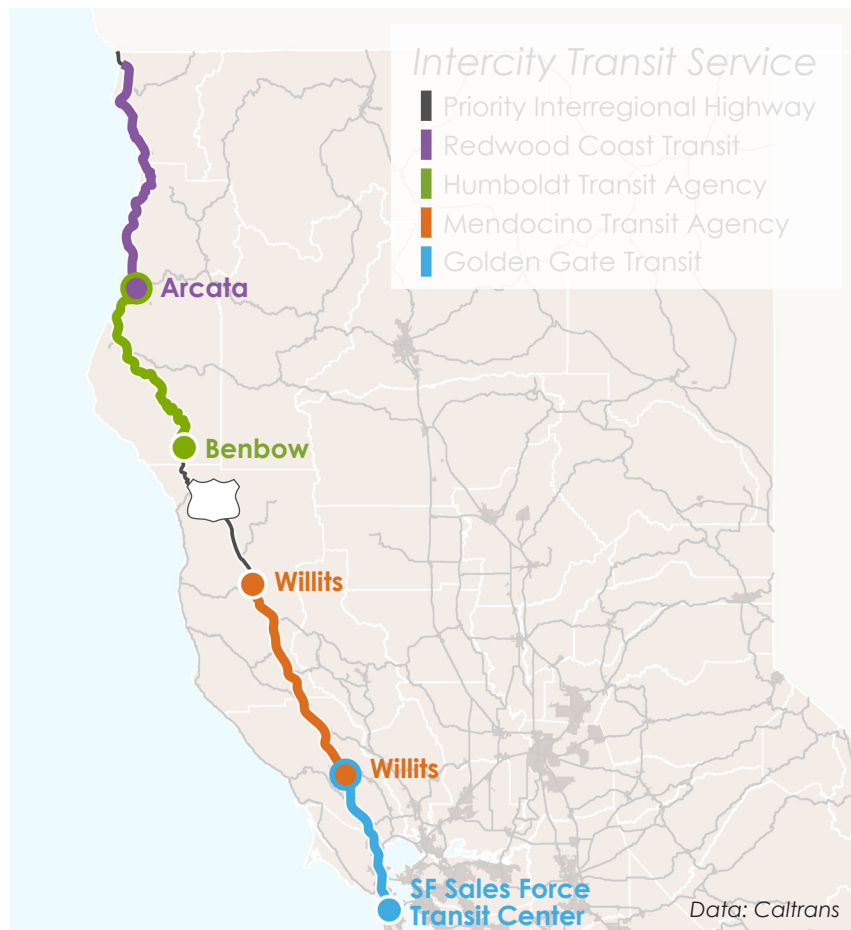 Intercity Transit Service
Priority Interregional Highway
Redwood Coast Transit
Humboldt Transit Agency
Mendocino Transit Agency
Golden Gate Transit
Arcata
Benbow
Willits
Willits
SF Sales Force
Transit Center
Data: Caltrans